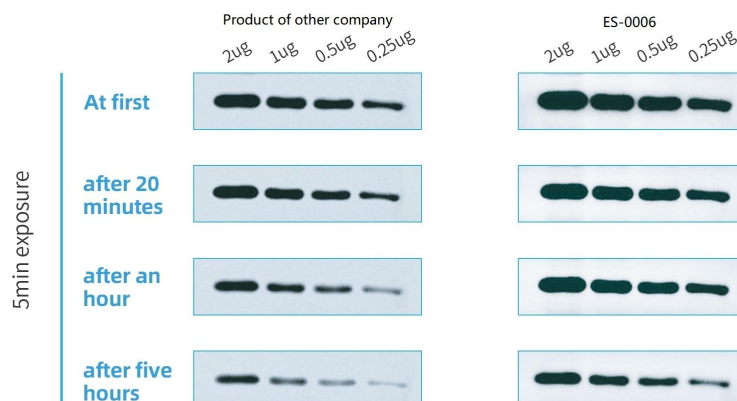 Product of other company
ES-0006
2ug 1ug 0.5ug 0.25ug
2ug 1ug 0.5ug 0.25ug
5min exposure
At first
after 20
minutes
after an
hour
after five
hours